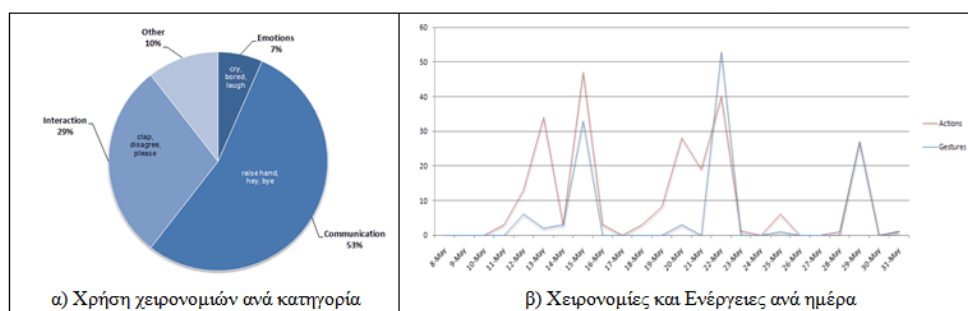 Other
10%
Emotions
7%
cry,
bored,
laugh
Interaction
29%
clap,
disagree,
please
raise hand,
hey, bye
Communication
53%
α) Χρήση χειρονομιών ανά κατηγορία
60
50
40
30
20
10
0
Actions
Gestures
8-May
9-May
10-May
11-May
12-May
13-May
14-May
15-May
16-May
17-May
18-May
19-May
20-May
21-May
22-May
23-May
24-May
25-May
26-May
27-May
28-May
29-May
30-May
31-May
β) Χειρονομίες και Ενέργειες ανά ημέρα